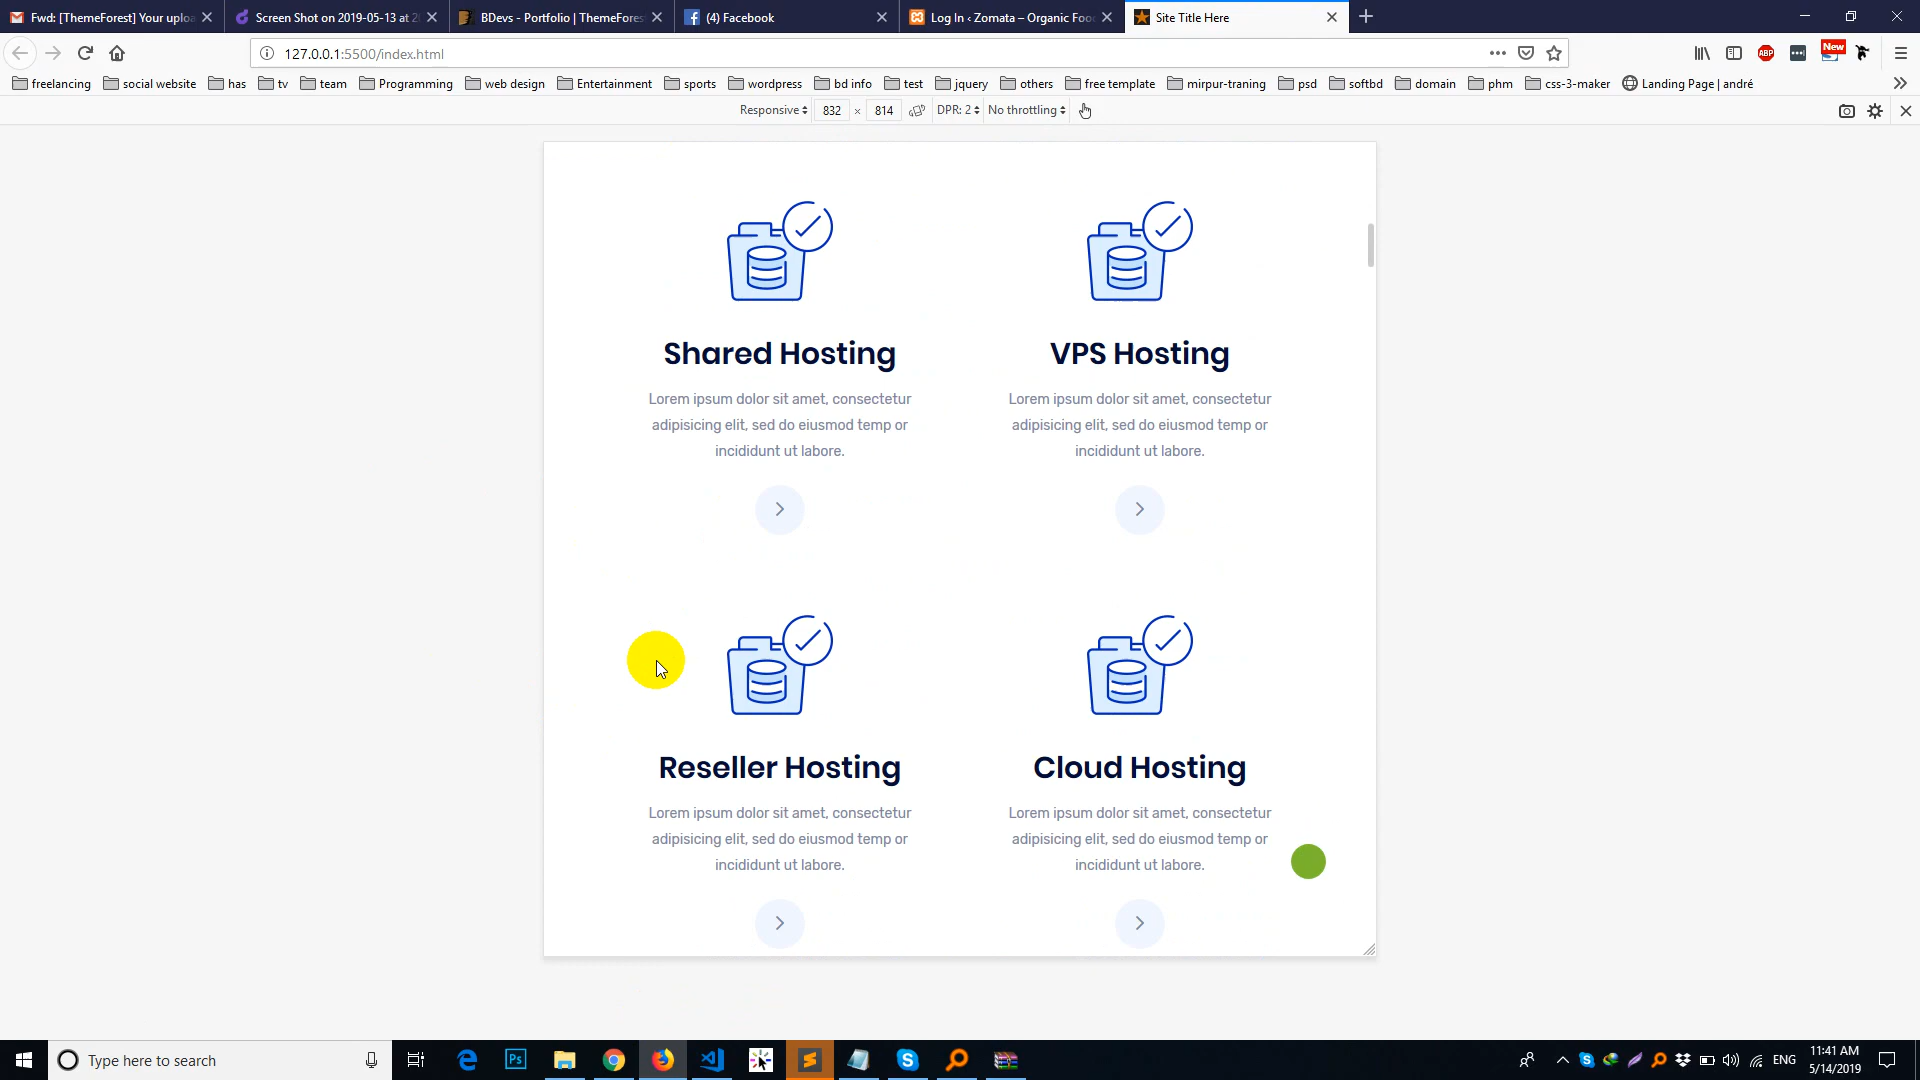 Fwd: [ThemeForest] Your uploa
Screen Shot on 2019-05-13 at 2
BDevs - Portfolio | ThemeFores
(4) Facebook
Log In ‹ Zomata – Organic Foo
Site Title Here
127.0.0.1:5500/index.html
ABP
New
freelancing
social website
has
tv
team
Programming
web design
Entertainment
sports
wordpress
bd info
test
jquery
others
free template
mirpur-traning
psd
softbd
domain
phm
css-3-maker
Landing Page | andré
Responsive
832 × 814
DPR: 2
No throttling
Shared Hosting
Lorem ipsum dolor sit amet, consectetur
adipisicing elit, sed do eiusmod temp or
incididunt ut labore.
VPS Hosting
Lorem ipsum dolor sit amet, consectetur
adipisicing elit, sed do eiusmod temp or
incididunt ut labore.
Reseller Hosting
Lorem ipsum dolor sit amet, consectetur
adipisicing elit, sed do eiusmod temp or
incididunt ut labore.
Cloud Hosting
Lorem ipsum dolor sit amet, consectetur
adipisicing elit, sed do eiusmod temp or
incididunt ut labore.
Type here to search
Ps
ENG
11:41 AM
5/14/2019